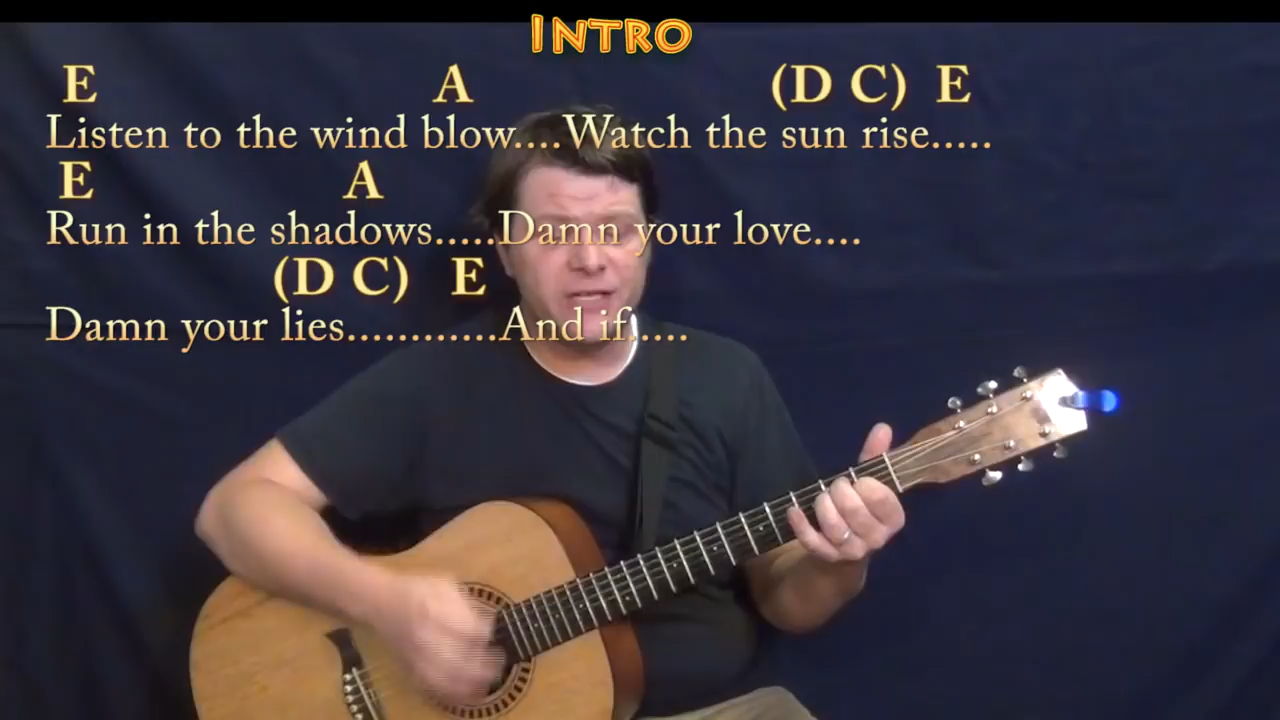 INTRO
E A (D C) E
Listen to the wind blow....Watch the sun rise.....
E A
Run in the shadows.....Damn your love....
(D C) E
Damn your lies............And if.....